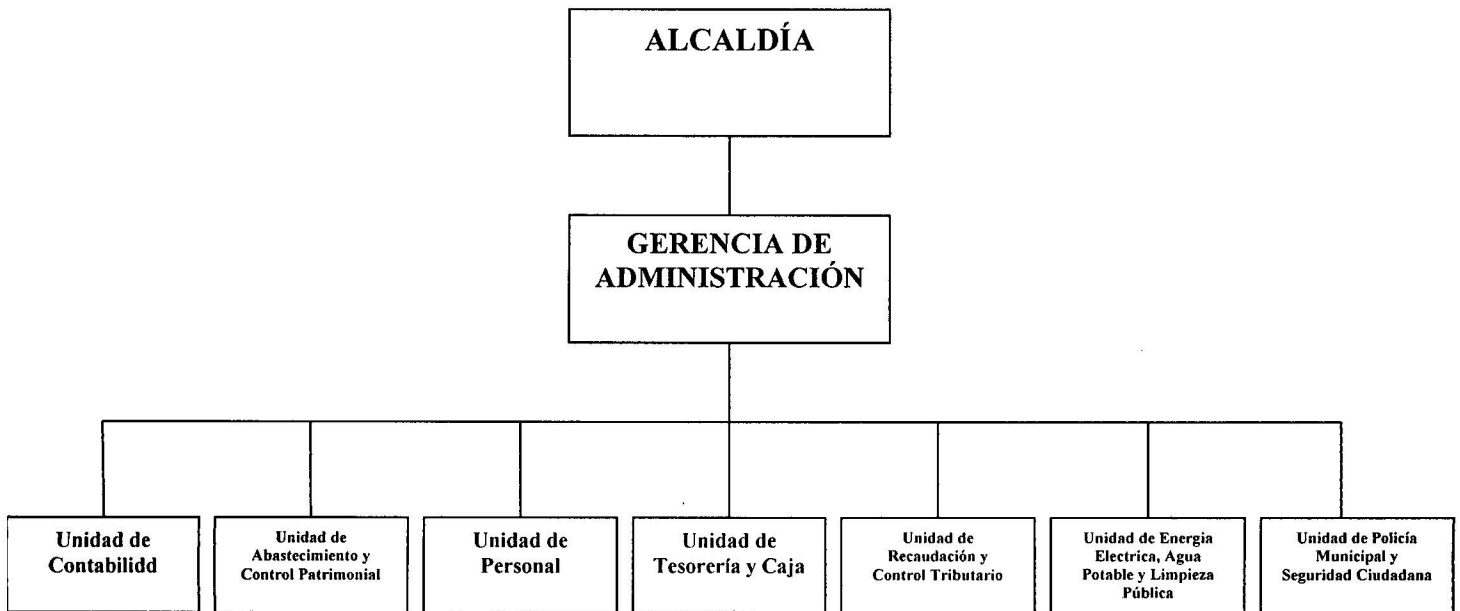 ALCALDÍA
GERENCIA DE
ADMINISTRACIÓN
Unidad de
Contabilidd
Unidad de
Abastecimiento y
Control Patrimonial
Unidad de
Personal
Unidad de
Tesorería y Caja
Unidad de
Recaudación y
Control Tributario
Unidad de Energia
Electrica, Agua
Potable y Limpieza
Pública
Unidad de Policía
Municipal y
Seguridad Ciudadana